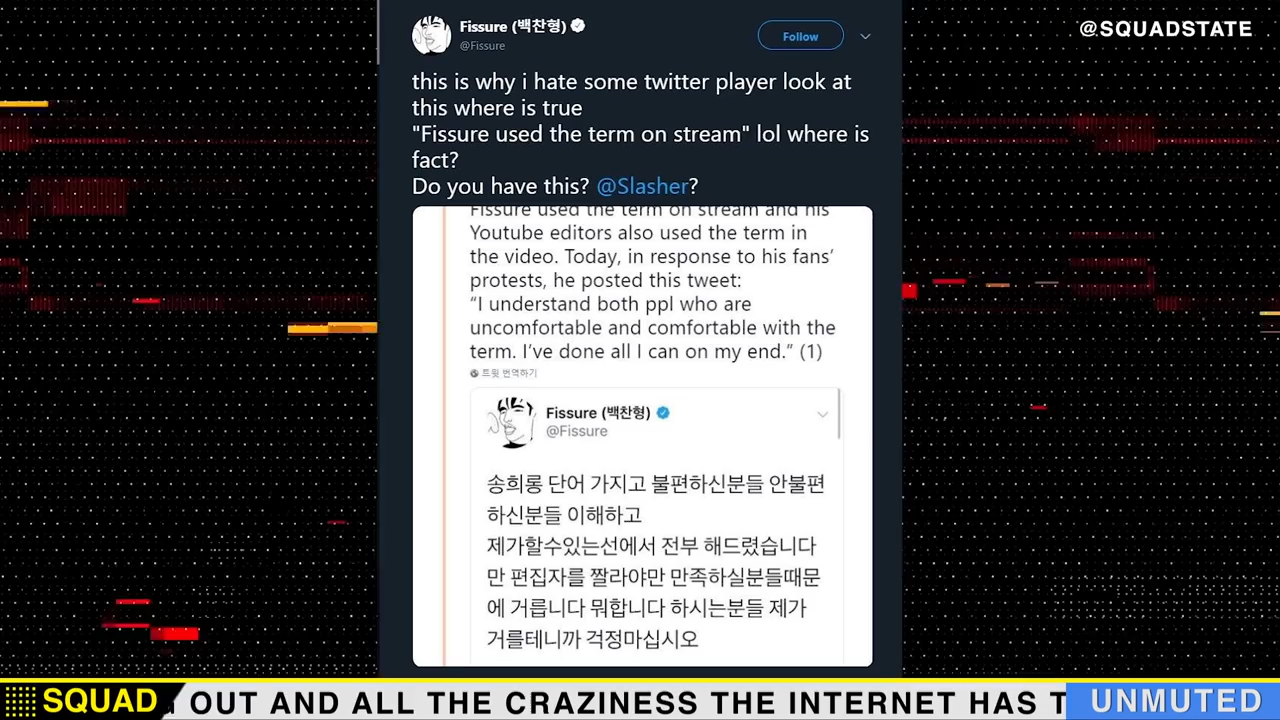 Fissure (백찬형)
@Fissure
Follow
@SQUADSTATE
this is why i hate some twitter player look at
this where is true
"Fissure used the term on stream" lol where is
fact?
Do you have this? @Slasher?
Fissure used the term on stream and his
Youtube editors also used the term in
the video. Today, in response to his fans'
protests, he posted this tweet:
“I understand both ppl who are
uncomfortable and comfortable with the
term. I've done all I can on my end.” (1)
트윗 번역하기
Fissure (백찬형)
@Fissure
송희롱 단어 가지고 불편하신분들 안불편
하신분들 이해하고
제가할수있는선에서 전부 해드렸습니다
만 편집자를 짤라야만 만족하실분들때문
에 거릅니다 뭐합니다 하시는분들 제가
거를테니까 걱정마십시오
SQUAD
OUT AND ALL THE CRAZINESS THE INTERNET HAS
UNMUTED